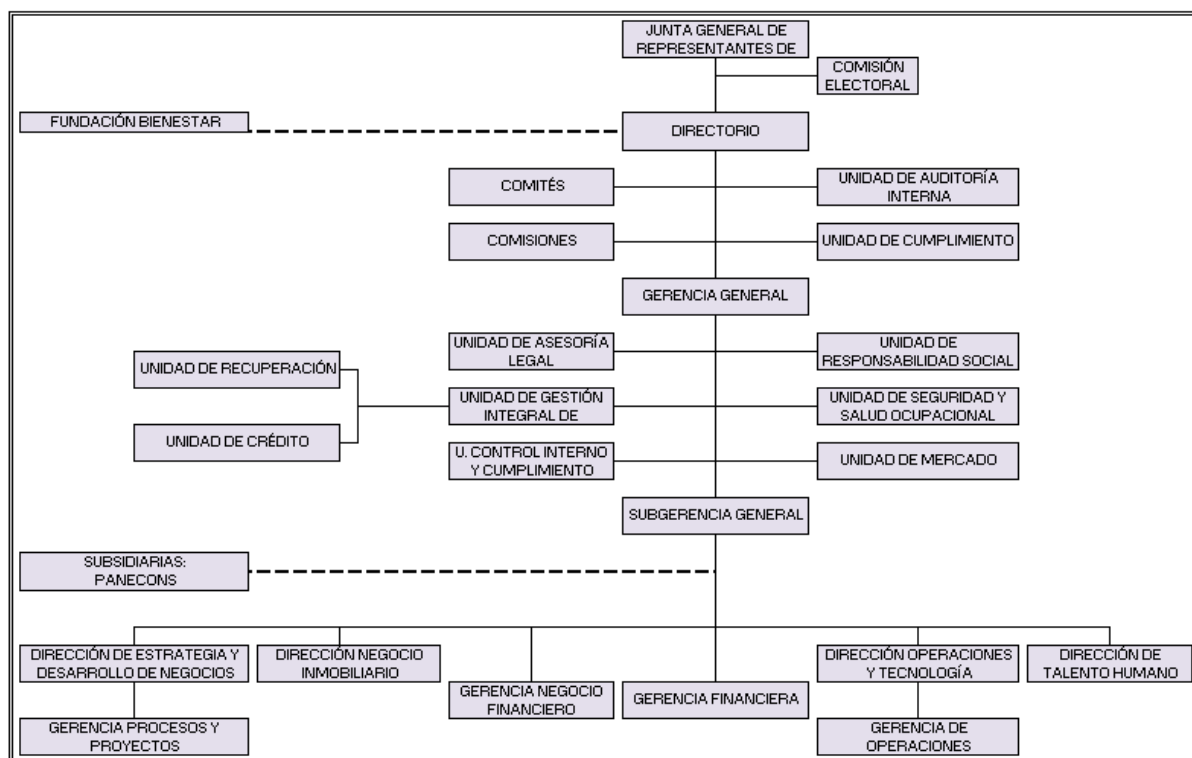 JUNTA GENERAL DE
REPRESENTANTES DE
COMISIÓN
ELECTORAL
FUNDACIÓN BIENESTAR
DIRECTORIO
COMITÉS
UNIDAD DE AUDITORÍA
INTERNA
COMISIONES
UNIDAD DE CUMPLIMIENTO
GERENCIA GENERAL
UNIDAD DE ASESORÍA
LEGAL
UNIDAD DE
RESPONSABILIDAD SOCIAL
UNIDAD DE RECUPERACIÓN
UNIDAD DE GESTIÓN
INTEGRAL DE
UNIDAD DE SEGURIDAD Y
SALUD OCUPACIONAL
UNIDAD DE CRÉDITO
U. CONTROL INTERNO
Y CUMPLIMIENTO
UNIDAD DE MERCADO
SUBGERENCIA GENERAL
SUBSIDIARIAS:
PANECONS
DIRECCIÓN DE ESTRATEGIA Y
DESARROLLO DE NEGOCIOS
DIRECCIÓN NEGOCIO
INMOBILIARIO
GERENCIA NEGOCIO
FINANCIERO
GERENCIA FINANCIERA
DIRECCIÓN OPERACIONES
Y TECNOLOGÍA
DIRECCIÓN DE
TALENTO HUMANO
GERENCIA PROCESOS Y
PROYECTOS
GERENCIA DE
OPERACIONES